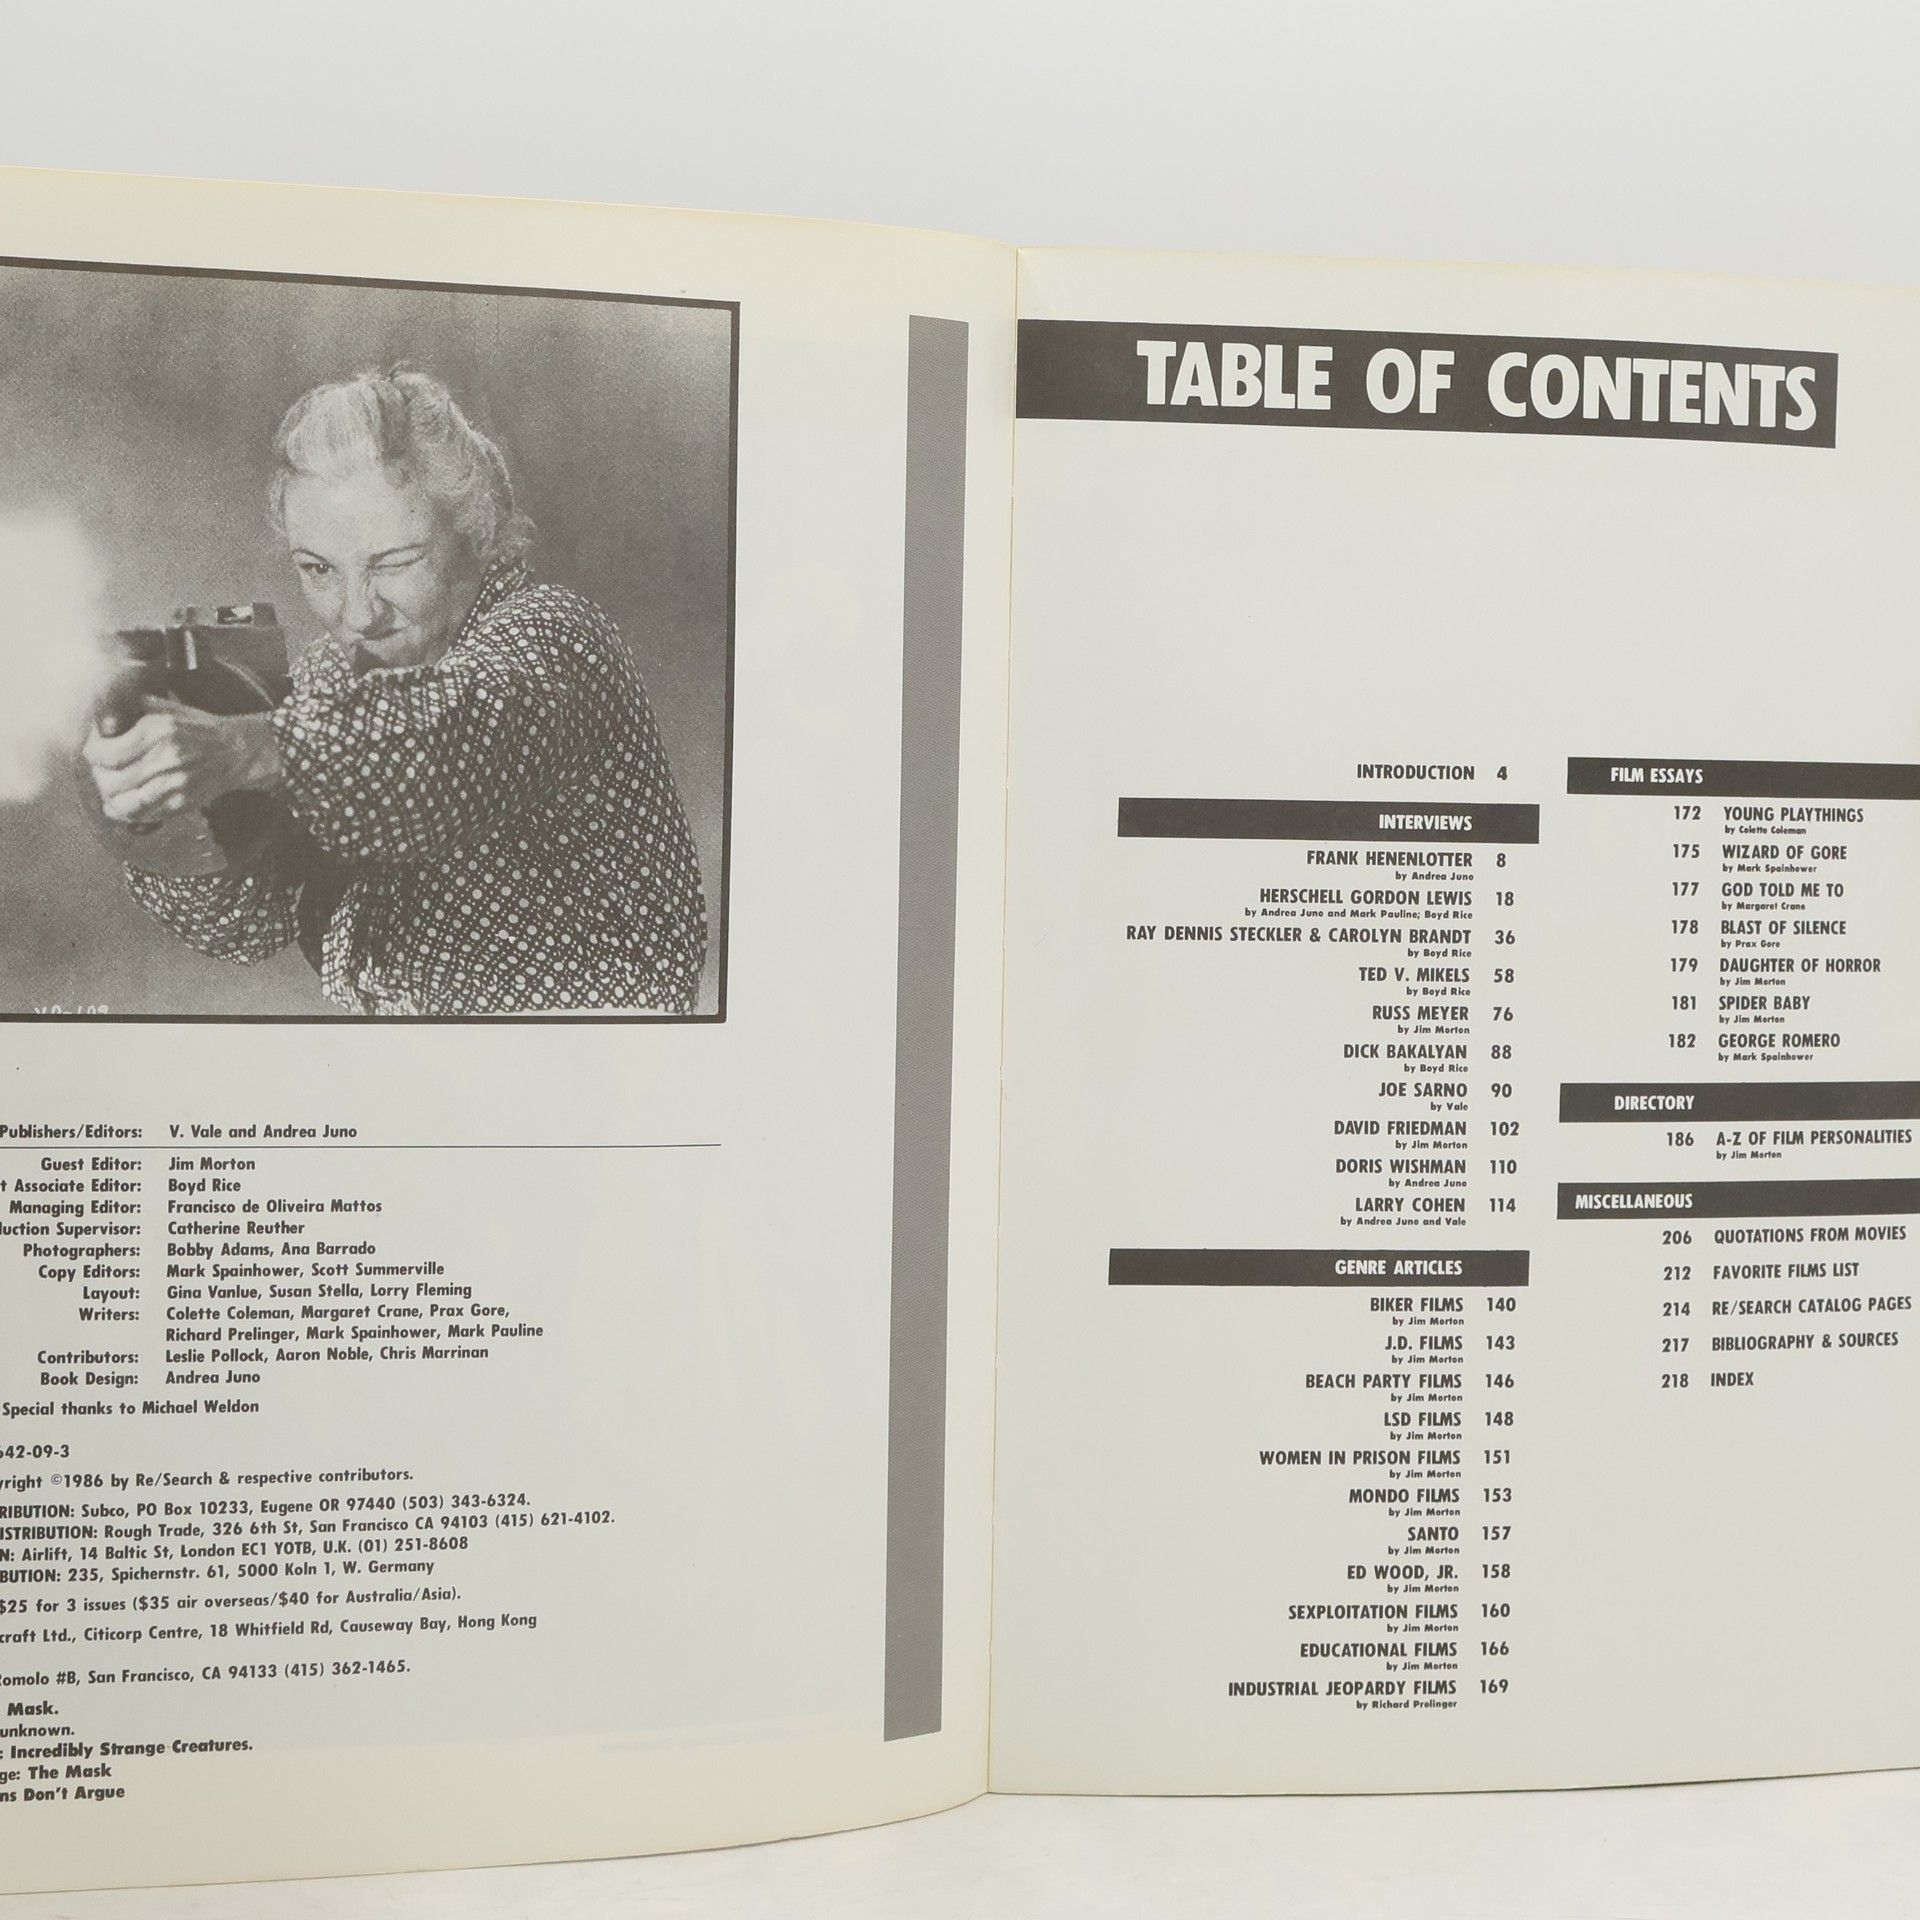 Publishers/Editors: V. Vale and Andrea Juno
Guest Editor: Jim Morton
t Associate Editor: Boyd Rice
Managing Editor: Francisco de Oliveira Mattos
duction Supervisor: Catherine Reuther
Photographers: Bobby Adams, Ana Barrado
Copy Editors: Mark Spainhower, Scott Summerville
Layout: Gina Vanlue, Susan Stella, Lorry Fleming
Writers: Colette Coleman, Margaret Crane, Prax Gore,
Richard Prelinger, Mark Spainhower, Mark Pauline
Contributors: Leslie Pollock, Aaron Noble, Chris Marrinan
Book Design: Andrea Juno
Special thanks to Michael Weldon
642-09-3
yright ©1986 by Re/Search & respective contributors.
RIBUTION: Subco, PO Box 10233, Eugene OR 97440 (503) 343-6324.
ISTRIBUTION: Rough Trade, 326 6th St, San Francisco CA 94103 (415) 621-4102.
N: Airlift, 14 Baltic St, London EC1 YOTB, U.K. (01) 251-8608
BUTION: 235, Spichernstr. 61, 5000 Koln 1, W. Germany
$25 for 3 issues ($35 air overseas/$40 for Australia/Asia).
craft Ltd., Citicorp Centre, 18 Whitfield Rd, Causeway Bay, Hong Kong
Romolo #B, San Francisco, CA 94133 (415) 362-1465.
Mask.
unknown.
: Incredibly Strange Creatures.
ge: The Mask
ns Don't Argue
TABLE OF CONTENTS
INTRODUCTION 4
INTERVIEWS
FRANK HENENLOTTER 8
by Andrea Juno
HERSCHELL GORDON LEWIS 18
by Andrea Juno and Mark Pauline; Boyd Rice
RAY DENNIS STECKLER & CAROLYN BRANDT 36
by Boyd Rice
TED V. MIKELS 58
by Boyd Rice
RUSS MEYER 76
by Jim Morton
DICK BAKALYAN 88
by Boyd Rice
JOE SARNO 90
by Vale
DAVID FRIEDMAN 102
by Jim Morton
DORIS WISHMAN 110
by Andrea Juno
LARRY COHEN 114
by Andrea Juno and Vale
GENRE ARTICLES
BIKER FILMS 140
by Jim Morton
J.D. FILMS 143
by Jim Morton
BEACH PARTY FILMS 146
by Jim Morton
LSD FILMS 148
by Jim Morton
WOMEN IN PRISON FILMS 151
by Jim Morton
MONDO FILMS 153
by Jim Morton
SANTO 157
by Jim Morton
ED WOOD, JR. 158
by Jim Morton
SEXPLOITATION FILMS 160
by Jim Morton
EDUCATIONAL FILMS 166
by Jim Morton
INDUSTRIAL JEOPARDY FILMS 169
by Richard Prelinger
FILM ESSAYS
172 YOUNG PLAYTHINGS
by Colette Coleman
175 WIZARD OF GORE
by Mark Spainhower
177 GOD TOLD ME TO
by Margaret Crane
178 BLAST OF SILENCE
by Prax Gore
179 DAUGHTER OF HORROR
by Jim Morton
181 SPIDER BABY
by Jim Morton
182 GEORGE ROMERO
by Mark Spainhower
DIRECTORY
186 A-Z OF FILM PERSONALITIES
by Jim Morton
MISCELLANEOUS
206 QUOTATIONS FROM MOVIES
212 FAVORITE FILMS LIST
214 RE/SEARCH CATALOG PAGES
217 BIBLIOGRAPHY & SOURCES
218 INDEX